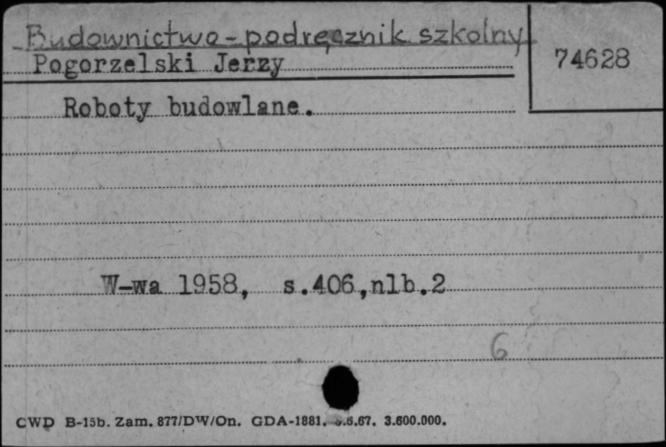 Budownictwo-podręcznik szkolny
Pogorzelski Jerzy
74628
Roboty budowlane.
W-wa 1958, s.406,nlb.2
6
CWD B-15b. Zam. 877/DW/On. GDA-1881. 3.600.000.